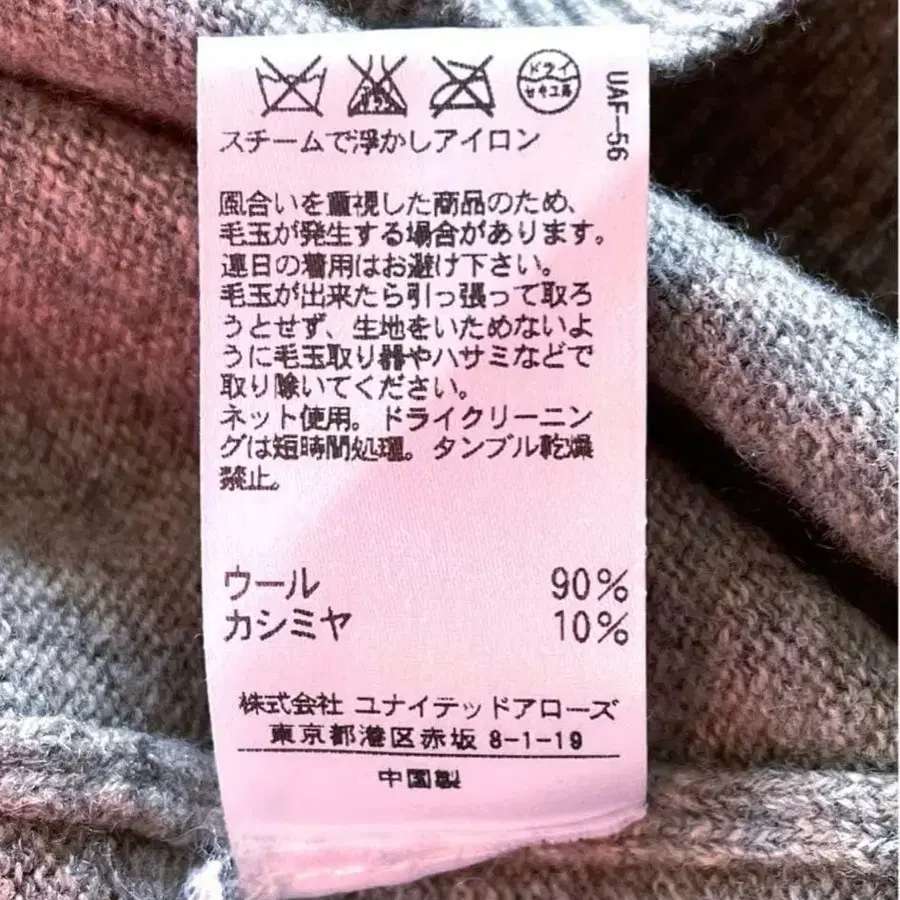 エンソサラシ
ドライ
セキユ系
UAF-56
スチームで浮かしアイロン
風合いを重視した商品のため、
毛玉が発生する場合があります。
連日の着用はお避け下さい。
毛玉が出来たら引っ張って取ろ
うとせず、生地をいためないよ
うに毛玉取り器やハサミなどで
取り除いてください。
ネット使用。ドライクリーニン
グは短時間処理。タンブル乾燥
禁止。
ウール 90%
カシミヤ 10%
株式会社 ユナイテッドアローズ
東京都港区赤坂 8-1-19
中国製